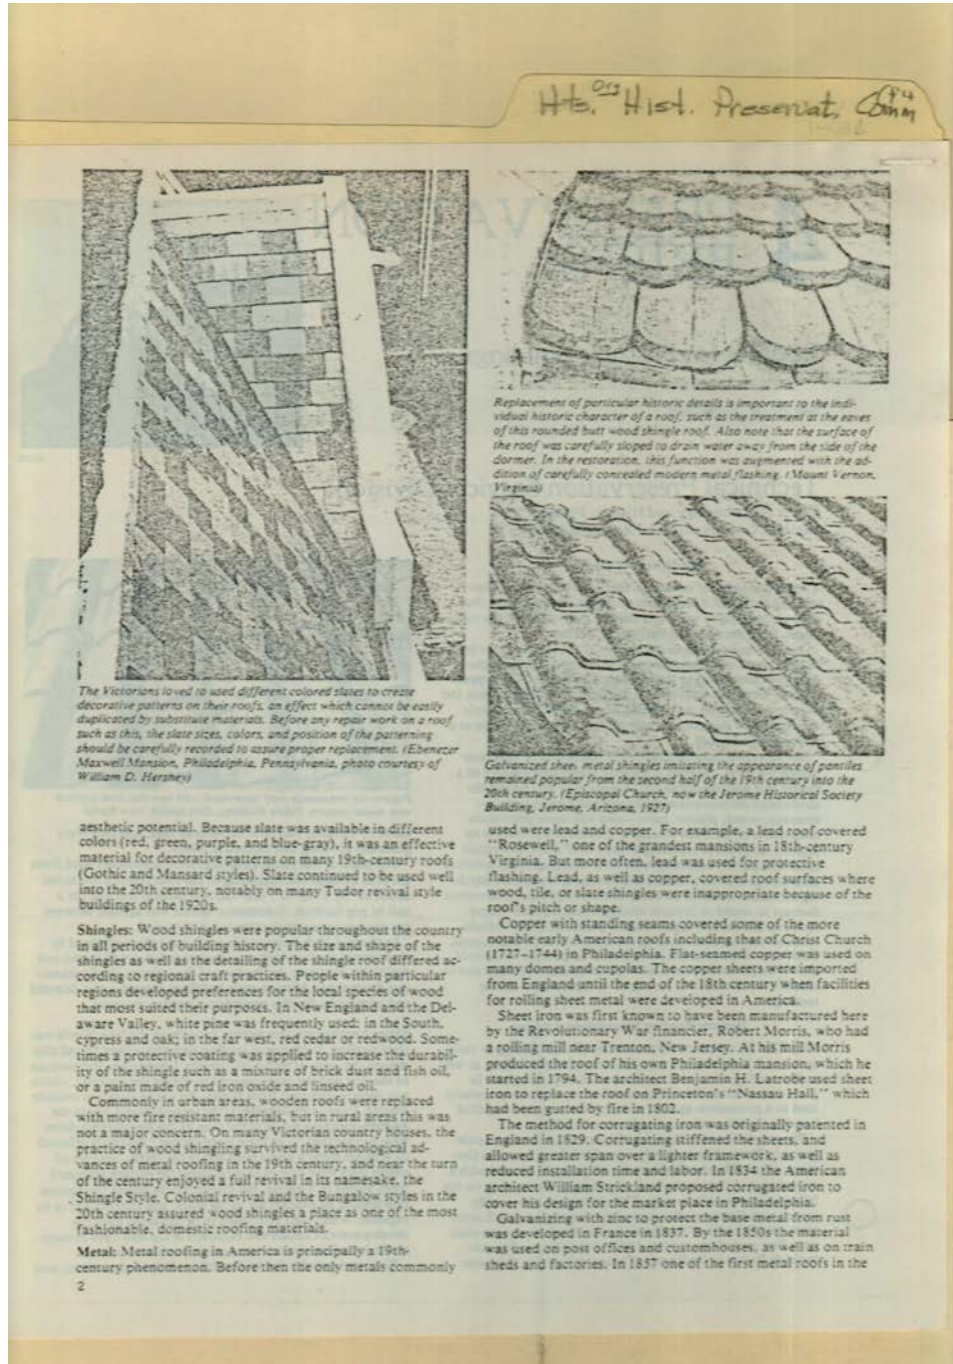 Hts. Org Hist. Preservat. Comm
Replacement of particular historic details is important to the indi-
vidual historic character of a roof, such as the treatment at the eaves
of this rounded butt wood shingle roof. Also note that the surface of
the roof was carefully sloped to drain water away from the side of the
dormer. In the restoration, this function was augmented with the ad-
dition of carefully concealed modern metal flashing. (Mount Vernon,
Virginia)
The Victorians loved to used different colored slates to create
decorative patterns on their roofs, an effect which cannot be easily
duplicated by substitute materials. Before any repair work on a roof
such as this, the slate sizes, colors, and position of the patterning
should be carefully recorded to assure proper replacement. (Ebenezer
Maxwell Mansion, Philadelphia, Pennsylvania, photo courtesy of
William D. Hershey)
Galvanized sheet metal shingles imitating the appearance of pantiles
remained popular from the second half of the 19th century into the
20th century. (Episcopal Church, now the Jerome Historical Society
Building, Jerome, Arizona, 1927)
aesthetic potential. Because slate was available in different
colors (red, green, purple, and blue-gray), it was an effective
material for decorative patterns on many 19th-century roofs
(Gothic and Mansard styles). Slate continued to be used well
into the 20th century, notably on many Tudor revival style
buildings of the 1920s.
Shingles: Wood shingles were popular throughout the country
in all periods of building history. The size and shape of the
shingles as well as the detailing of the shingle roof differed ac-
cording to regional craft practices. People within particular
regions developed preferences for the local species of wood
that most suited their purposes. In New England and the Del-
aware Valley, white pine was frequently used: in the South,
cypress and oak; in the far west, red cedar or redwood. Some-
times a protective coating was applied to increase the durabil-
ity of the shingle such as a mixture of brick dust and fish oil,
or a paint made of red iron oxide and linseed oil.
Commonly in urban areas, wooden roofs were replaced
with more fire resistant materials, but in rural areas this was
not a major concern. On many Victorian country houses, the
practice of wood shingling survived the technological ad-
vances of metal roofing in the 19th century, and near the turn
of the century enjoyed a full revival in its namesake, the
Shingle Style. Colonial revival and the Bungalow styles in the
20th century assured wood shingles a place as one of the most
fashionable, domestic roofing materials.
Metal: Metal roofing in America is principally a 19th-
century phenomenon. Before then the only metals commonly
2
used were lead and copper. For example, a lead roof covered
"Rosewell," one of the grandest mansions in 18th-century
Virginia. But more often, lead was used for protective
flashing. Lead, as well as copper, covered roof surfaces where
wood, tile, or slate shingles were inappropriate because of the
roof's pitch or shape.
Copper with standing seams covered some of the more
notable early American roofs including that of Christ Church
(1727–1744) in Philadelphia. Flat-seamed copper was used on
many domes and cupolas. The copper sheets were imported
from England until the end of the 18th century when facilities
for rolling sheet metal were developed in America.
Sheet iron was first known to have been manufactured here
by the Revolutionary War financier, Robert Morris, who had
a rolling mill near Trenton, New Jersey. At his mill Morris
produced the roof of his own Philadelphia mansion, which he
started in 1794. The architect Benjamin H. Latrobe used sheet
iron to replace the roof on Princeton's "Nassau Hall," which
had been gutted by fire in 1802.
The method for corrugating iron was originally patented in
England in 1829. Corrugating stiffened the sheets, and
allowed greater span over a lighter framework, as well as
reduced installation time and labor. In 1834 the American
architect William Strickland proposed corrugated iron to
cover his design for the market place in Philadelphia.
Galvanizing with zinc to protect the base metal from rust
was developed in France in 1837. By the 1850s the material
was used on post offices and customhouses, as well as on train
sheds and factories. In 1857 one of the first metal roofs in the